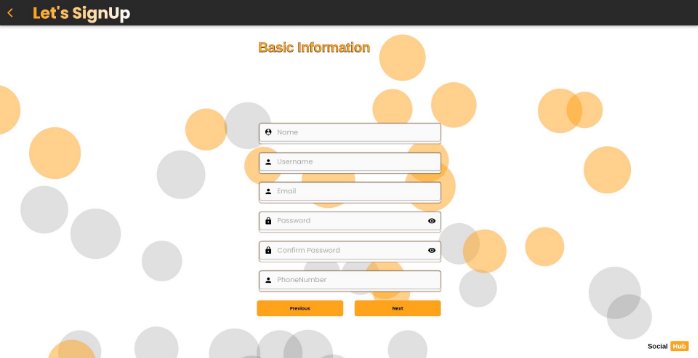 Let's SignUp
Basic Information
Name
Username
Email
Password
Confirm Password
PhoneNumber
Previous Next
Social Hub